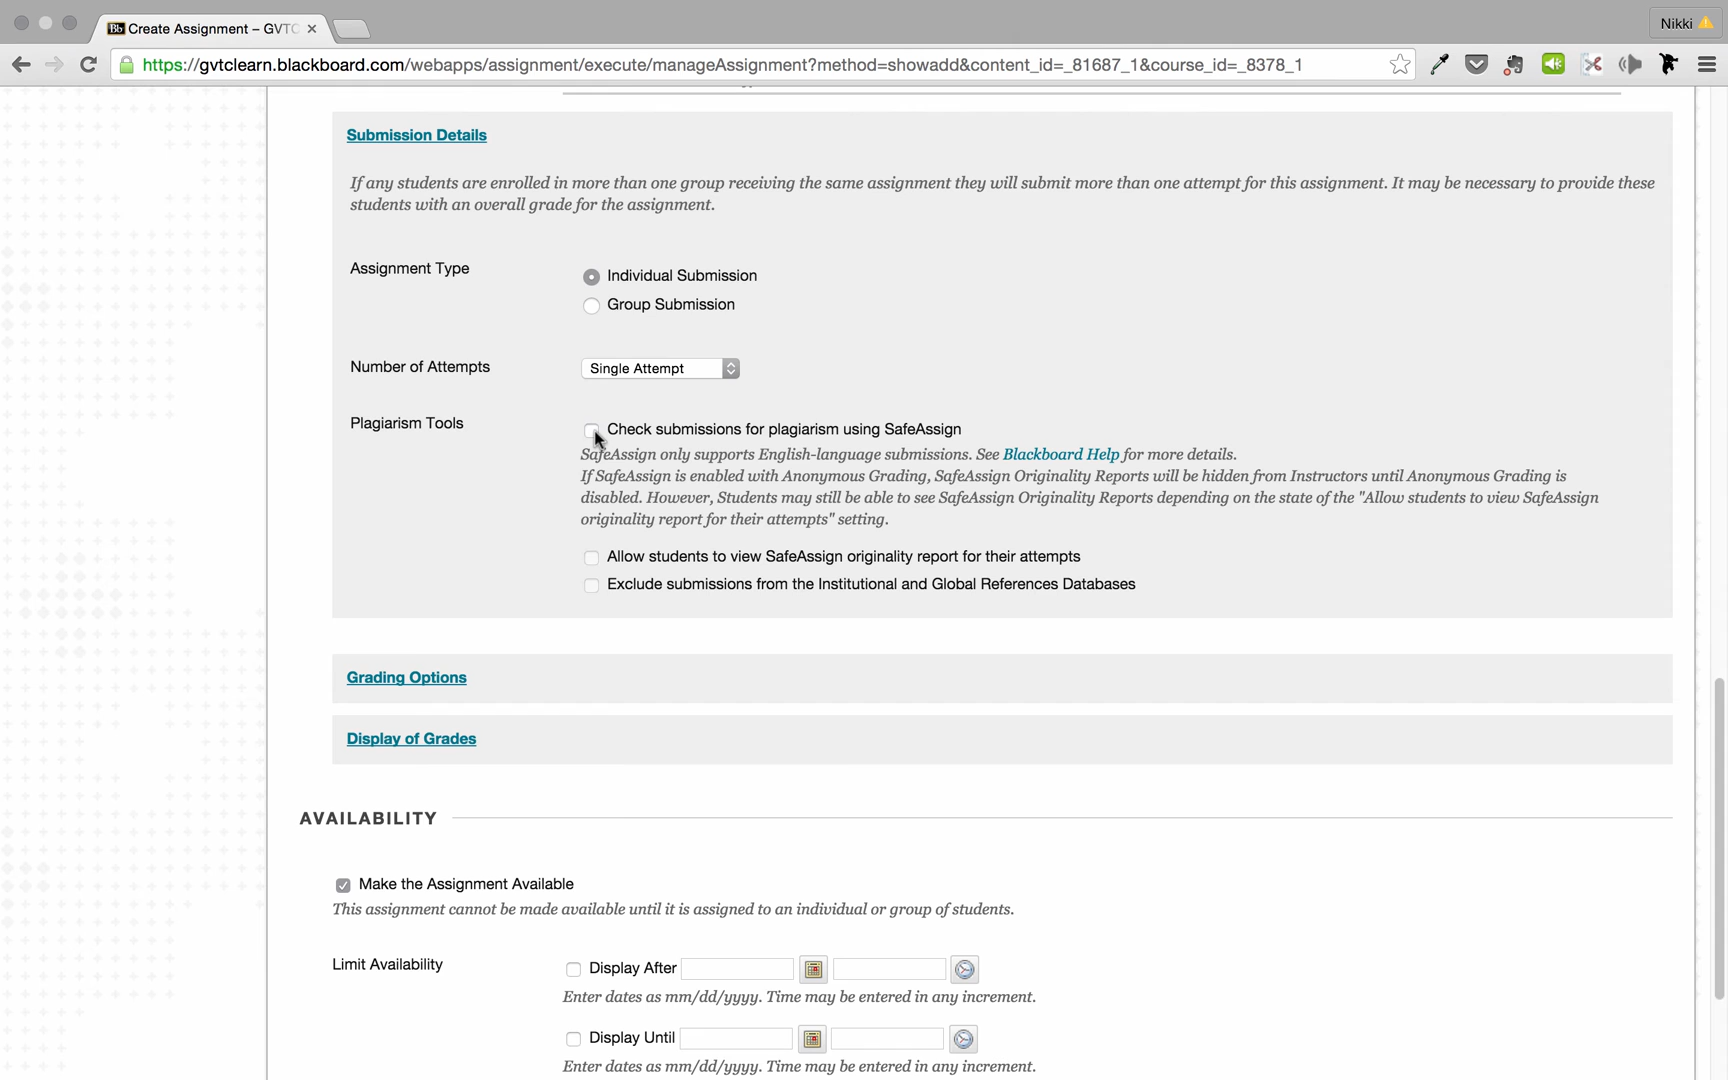 Bb Create Assignment – GVTC
Nikki
https://gvtclearn.blackboard.com/webapps/assignment/execute/manageAssignment?method=showadd&content_id=_81687_1&course_id=_8378_1
Submission Details
If any students are enrolled in more than one group receiving the same assignment they will submit more than one attempt for this assignment. It may be necessary to provide these
students with an overall grade for the assignment.
Assignment Type
Individual Submission
Group Submission
Number of Attempts
Single Attempt
Plagiarism Tools
Check submissions for plagiarism using SafeAssign
SafeAssign only supports English-language submissions. See Blackboard Help for more details.
If SafeAssign is enabled with Anonymous Grading, SafeAssign Originality Reports will be hidden from Instructors until Anonymous Grading is
disabled. However, Students may still be able to see SafeAssign Originality Reports depending on the state of the "Allow students to view SafeAssign
originality report for their attempts" setting.
Allow students to view SafeAssign originality report for their attempts
Exclude submissions from the Institutional and Global References Databases
Grading Options
Display of Grades
AVAILABILITY
Make the Assignment Available
This assignment cannot be made available until it is assigned to an individual or group of students.
Limit Availability
Display After
Enter dates as mm/dd/yyyy. Time may be entered in any increment.
Display Until
Enter dates as mm/dd/yyyy. Time may be entered in any increment.